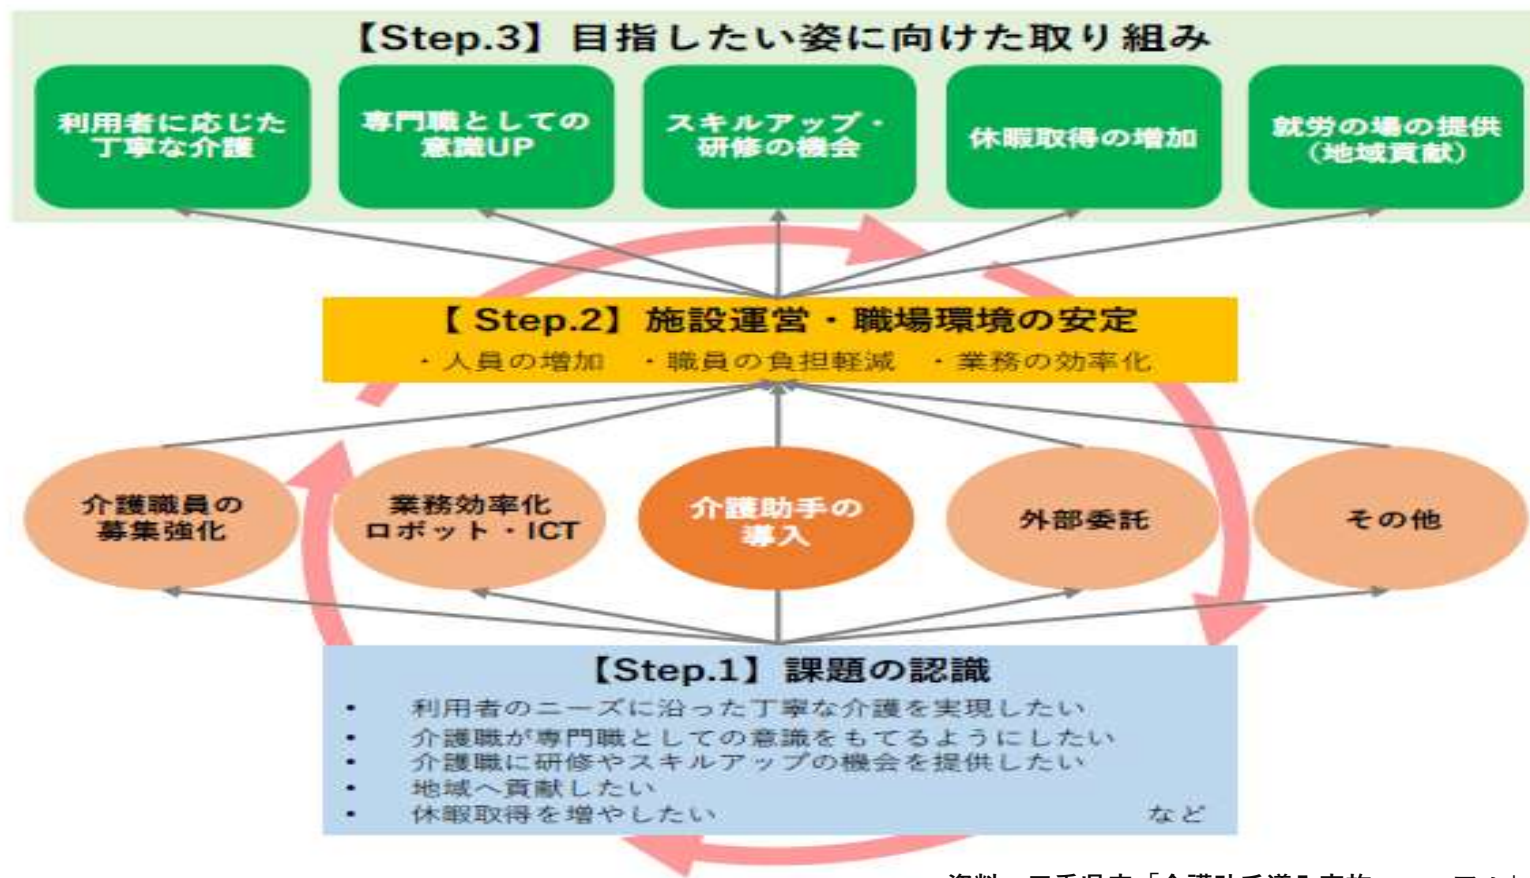 【Step.3】目指したい姿に向けた取り組み
利用者に応じた
丁寧な介護
専門職としての
意識UP
スキルアップ・
研修の機会
休暇取得の増加
就労の場の提供
（地域貢献）
【 Step.2】施設運営・職場環境の安定
・人員の増加　・職員の負担軽減　・業務の効率化
介護職員の
募集強化
業務効率化
ロボット・ICT
介護助手の
導入
外部委託
その他
【Step.1】課題の認識
• 利用者のニーズに沿った丁寧な介護を実現したい
• 介護職が専門職としての意識をもてるようにしたい
介護職に研修やスキルアップの機会を提供したい
• 地域へ貢献したい
• 休暇取得を増やしたい　など